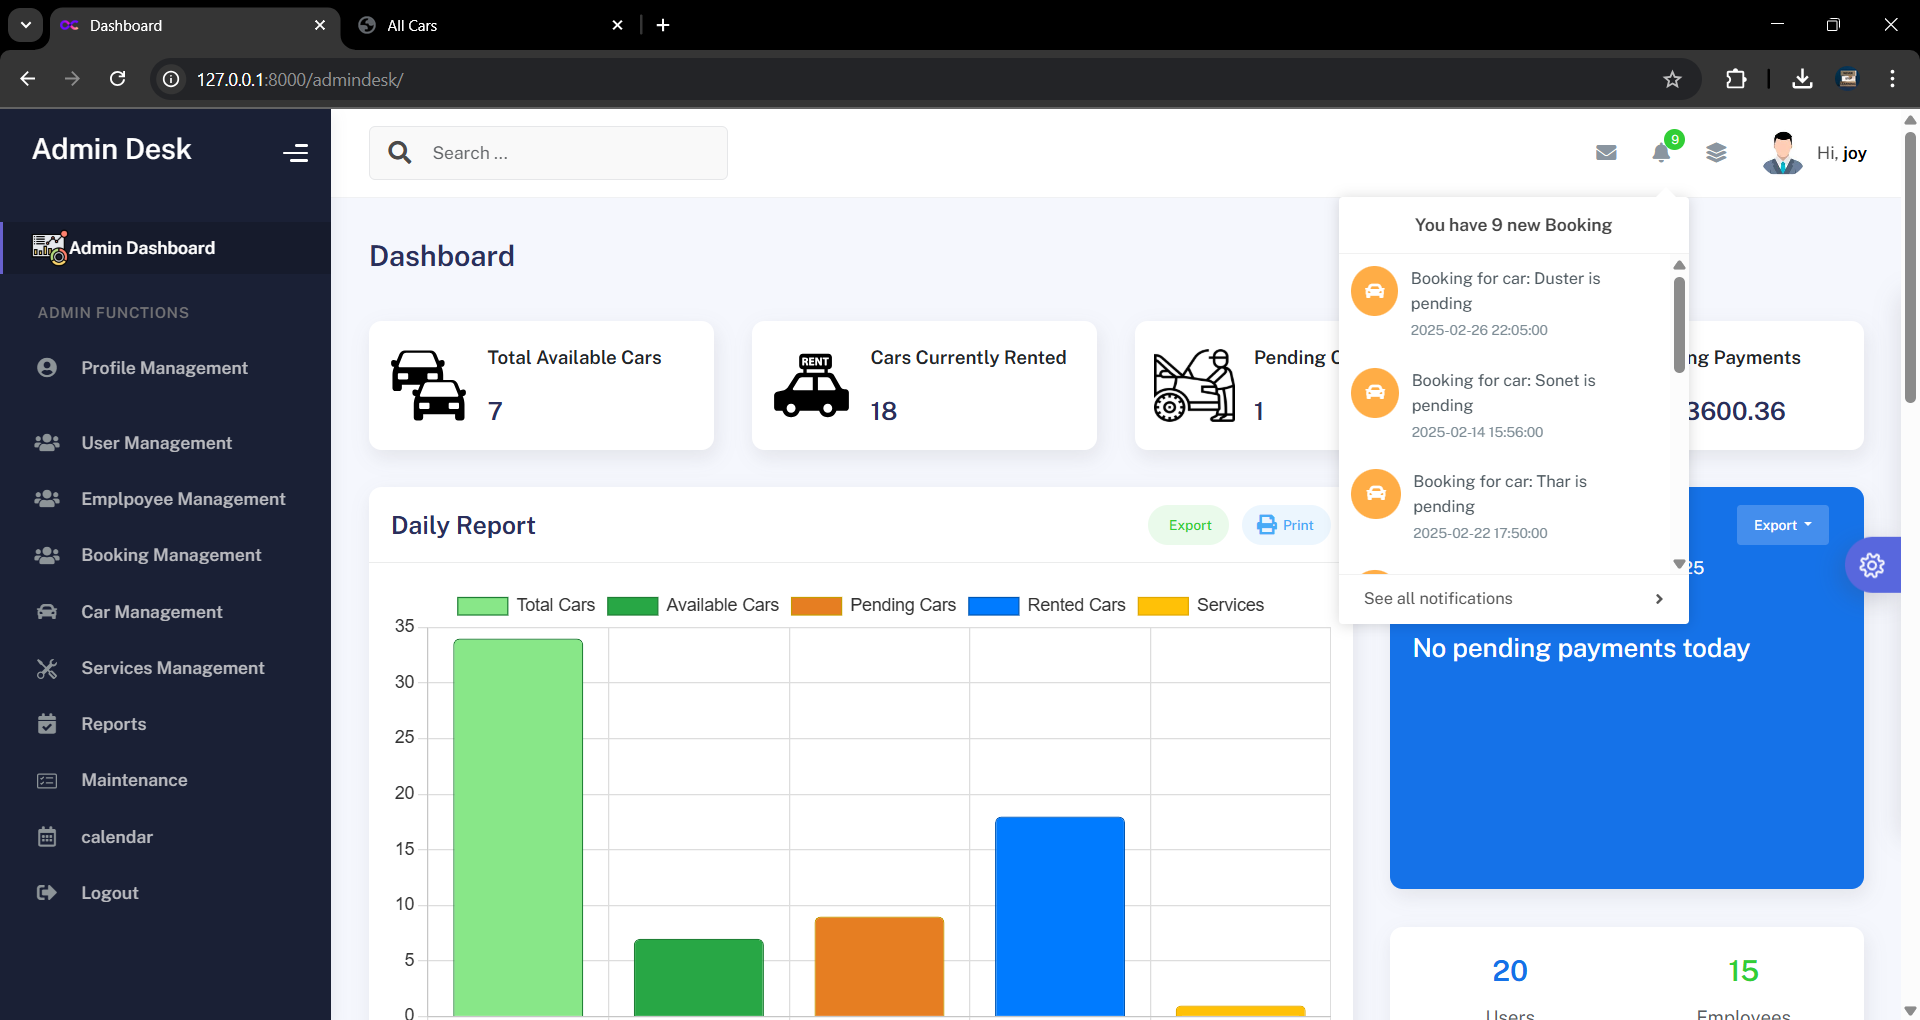 Dashboard
All Cars
127.0.0.1:8000/admindesk/
Admin Desk
Search ...
9
Hi, joy
Admin Dashboard
ADMIN FUNCTIONS
Profile Management
User Management
Emplpoyee Management
Booking Management
Car Management
Services Management
Reports
Maintenance
calendar
Logout
Dashboard
Total Available Cars
7
RENT
Cars Currently Rented
18
Pending C
1
ng Payments
3600.36
You have 9 new Booking
Booking for car: Duster is
pending
2025-02-26 22:05:00
Booking for car: Sonet is
pending
2025-02-14 15:56:00
Booking for car: Thar is
pending
2025-02-22 17:50:00
See all notifications
Daily Report
Export
Print
Total Cars
Available Cars
Pending Cars
Rented Cars
Services
35
30
25
20
15
10
5
0
Export
25
No pending payments today
20
Users
15
Employees